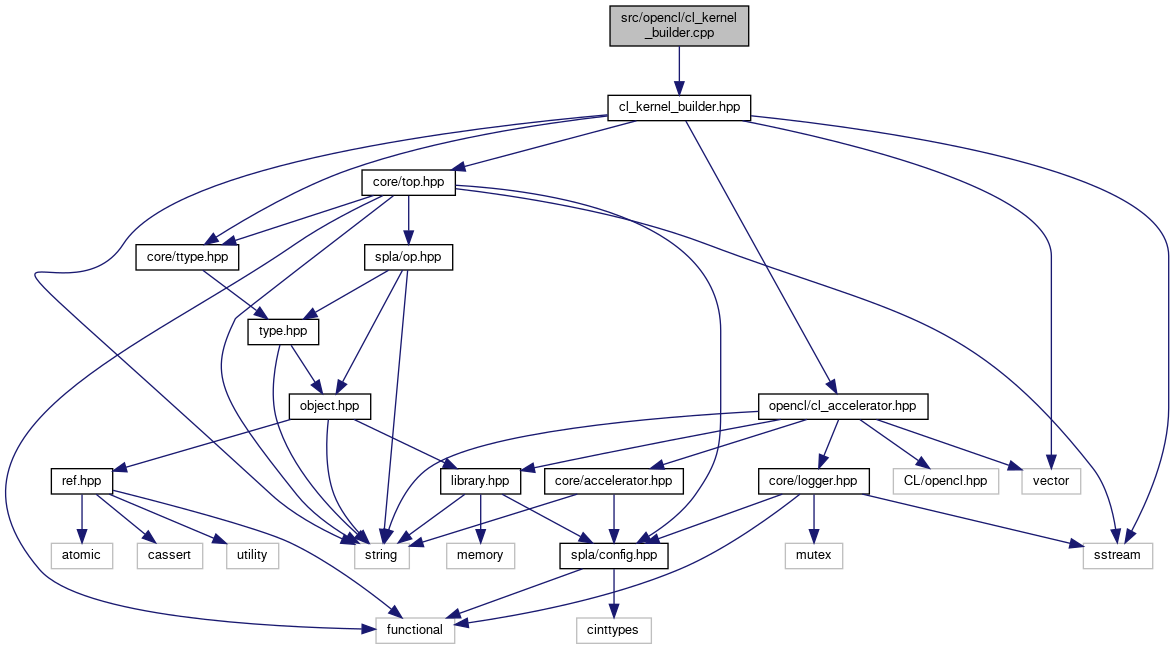 src/opencl/cl_kernel
_builder.cpp
cl_kernel_builder.hpp
core/top.hpp
core/ttype.hpp
spla/op.hpp
type.hpp
object.hpp
opencl/cl_accelerator.hpp
ref.hpp
library.hpp
core/accelerator.hpp
core/logger.hpp
CL/opencl.hpp
vector
atomic
cassert
utility
string
memory
spla/config.hpp
mutex
sstream
functional
cinttypes